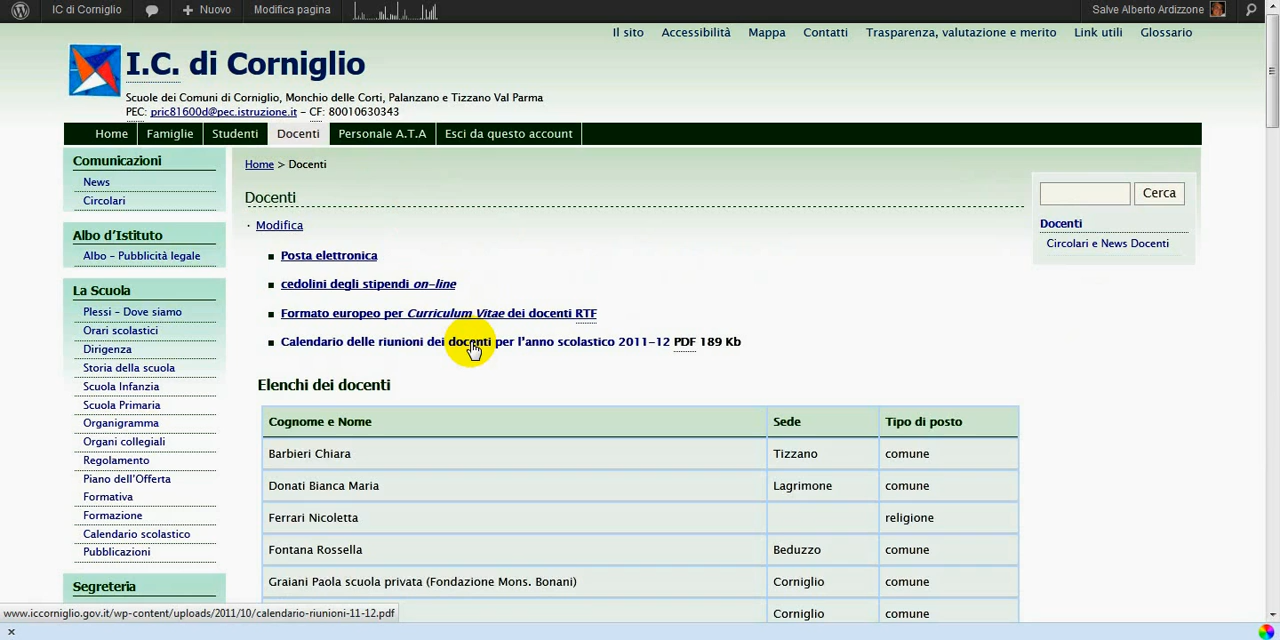 IC di Corniglio
Nuovo
Modifica pagina
Salve Alberto Ardizzone
Il sito
Accessibilità
Mappa
Contatti
Trasparenza, valutazione e merito
Link utili
Glossario
I.C. di Corniglio
Scuole dei Comuni di Corniglio, Monchio delle Corti, Palanzano e Tizzano Val Parma
PEC: pric81600d@pec.istruzione.it – CF: 80010630343
Home
Famiglie
Studenti
Docenti
Personale A.T.A
Esci da questo account
Comunicazioni
News
Circolari
Albo d'Istituto
Albo – Pubblicità legale
La Scuola
Plessi – Dove siamo
Orari scolastici
Dirigenza
Storia della scuola
Scuola Infanzia
Scuola Primaria
Organigramma
Organi collegiali
Regolamento
Piano dell'Offerta
Formativa
Formazione
Calendario scolastico
Pubblicazioni
Segreteria
Home > Docenti
Docenti
· Modifica
Posta elettronica
cedolini degli stipendi on-line
Formato europeo per Curriculum Vitae dei docenti RTF
Calendario delle riunioni dei docenti per l'anno scolastico 2011-12 PDF 189 Kb
Elenchi dei docenti
Cognome e Nome Sede Tipo di posto
Barbieri Chiara Tizzano comune
Donati Bianca Maria Lagrimone comune
Ferrari Nicoletta religione
Fontana Rossella Beduzzo comune
Graiani Paola scuola privata (Fondazione Mons. Bonani) Corniglio comune
Corniglio comune
Cerca
Docenti
Circolari e News Docenti
www.iccorniglio.gov.it/wp-content/uploads/2011/10/calendario-riunioni-11-12.pdf